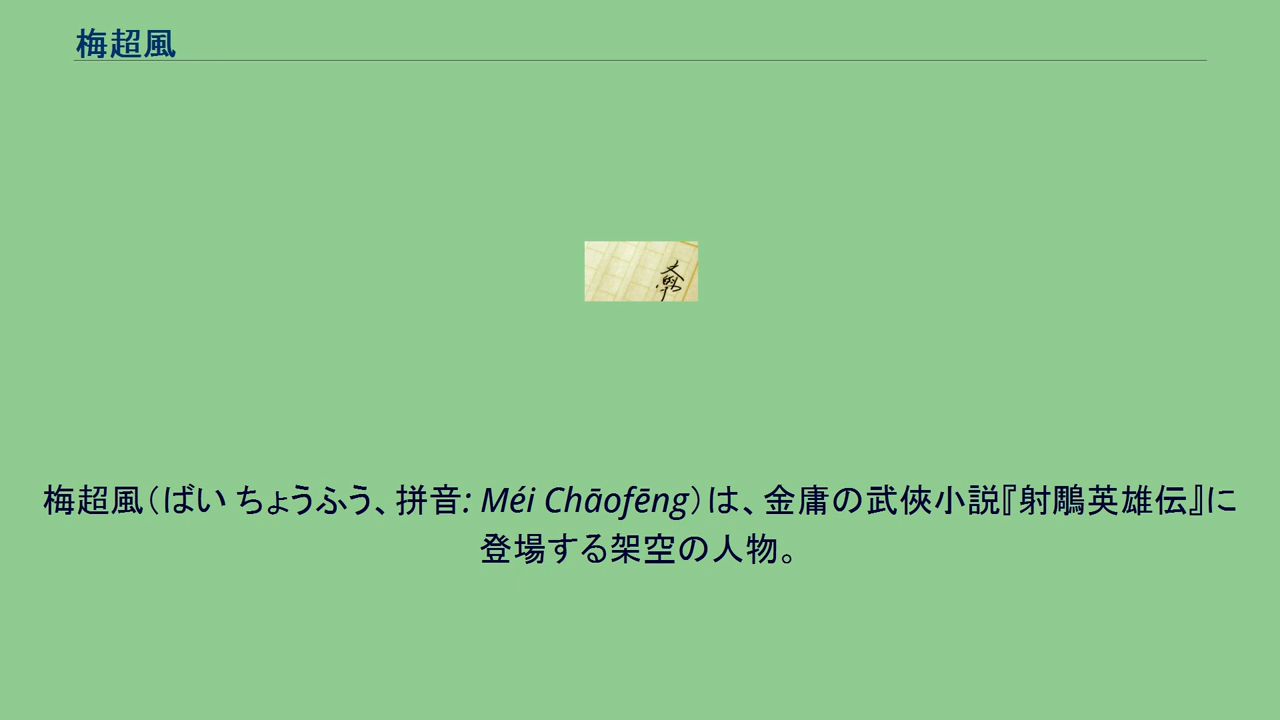 梅超風
梅超風（ばい ちょうふう、拼音: Méi Chāofēng）は、金庸の武俠小説『射鵰英雄伝』に
登場する架空の人物。